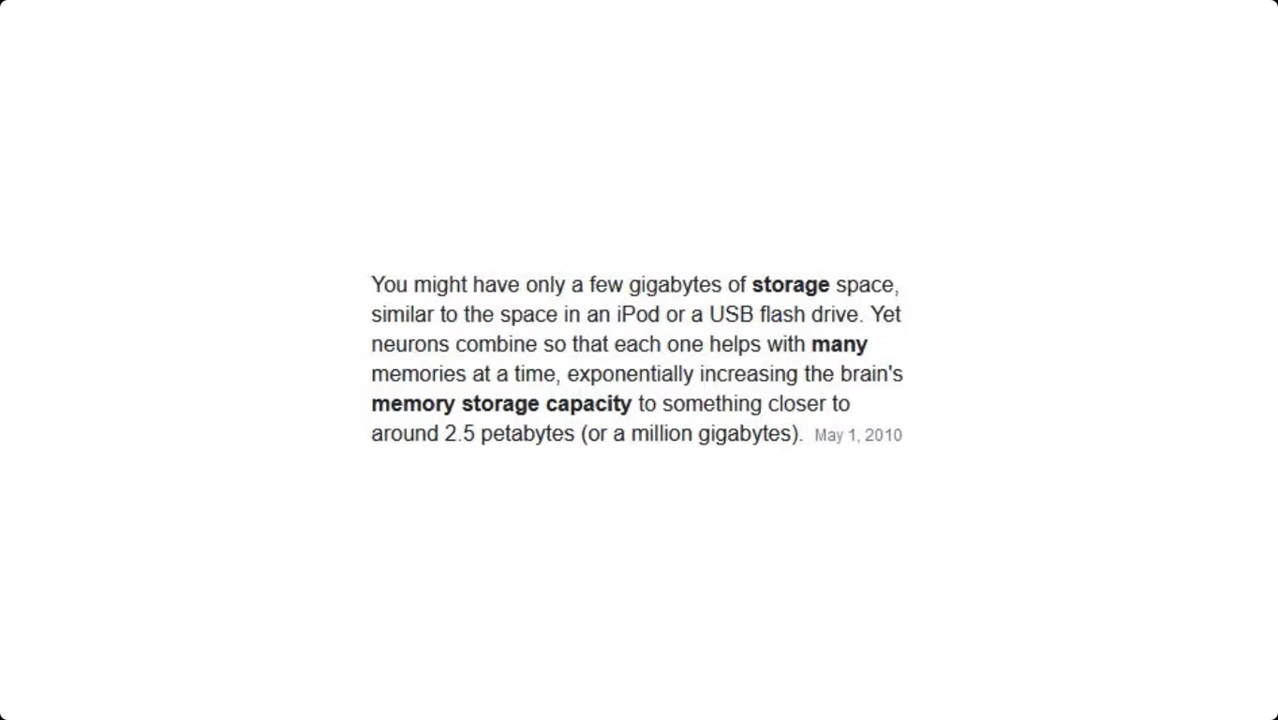 You might have only a few gigabytes of storage space,
similar to the space in an iPod or a USB flash drive. Yet
neurons combine so that each one helps with many
memories at a time, exponentially increasing the brain's
memory storage capacity to something closer to
around 2.5 petabytes (or a million gigabytes). May 1, 2010